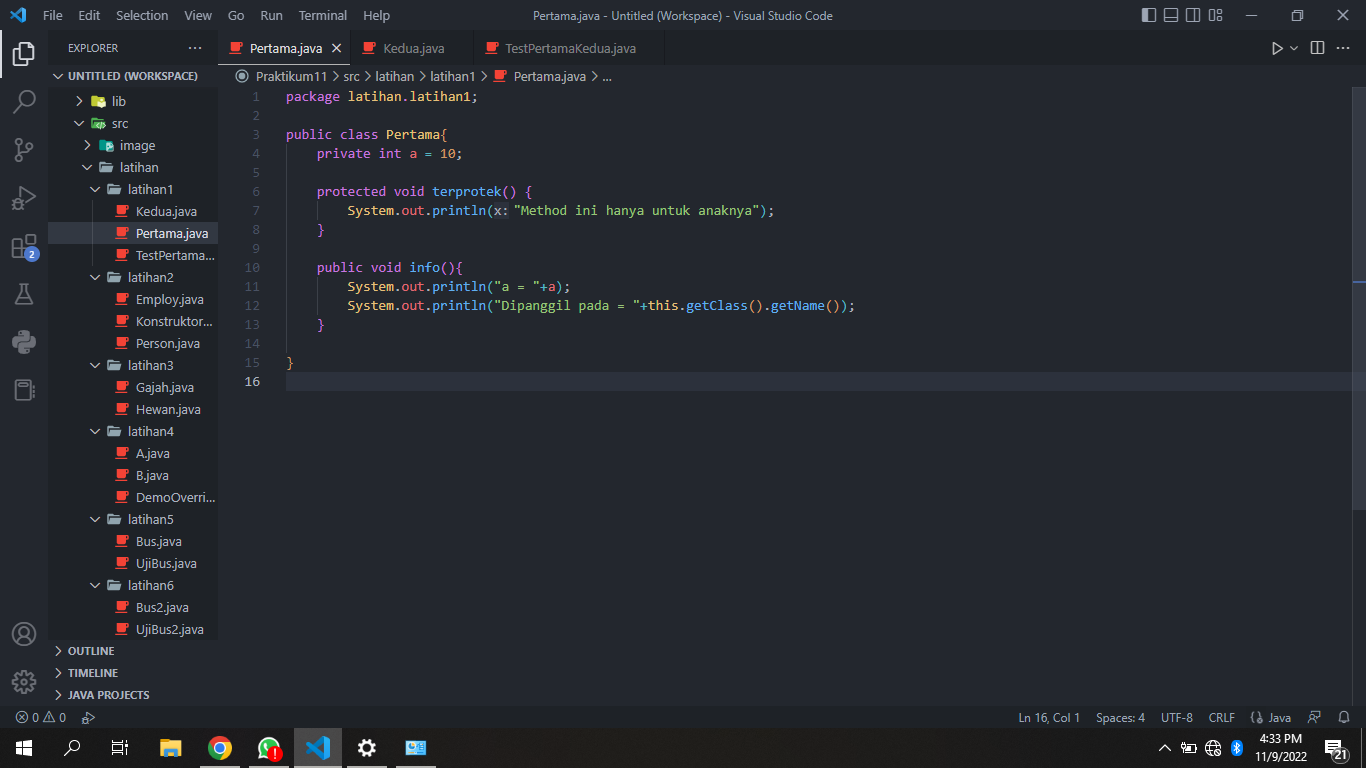 File Edit Selection View Go Run Terminal Help
Pertama.java - Untitled (Workspace) - Visual Studio Code
EXPLORER
Pertama.java
Kedua.java
TestPertamaKedua.java
UNTITLED (WORKSPACE)
Praktikum11 > src > latihan > latihan1 > Pertama.java > ...
lib
src
image
latihan
latihan1
Kedua.java
Pertama.java
TestPertama...
latihan2
Employ.java
Konstruktor...
Person.java
latihan3
Gajah.java
Hewan.java
latihan4
A.java
B.java
DemoOverri...
latihan5
Bus.java
UjiBus.java
latihan6
Bus2.java
UjiBus2.java
OUTLINE
TIMELINE
JAVA PROJECTS
2
1 package latihan.latihan1;
2
3 public class Pertama{
4     private int a = 10;
5
6     protected void terprotek() {
7         System.out.println(x: "Method ini hanya untuk anaknya");
8     }
9
10     public void info(){
11         System.out.println("a = "+a);
12         System.out.println("Dipanggil pada = "+this.getClass().getName());
13     }
14
15 }
16
0 0
Ln 16, Col 1 Spaces: 4 UTF-8 CRLF Java
4:33 PM
11/9/2022
21